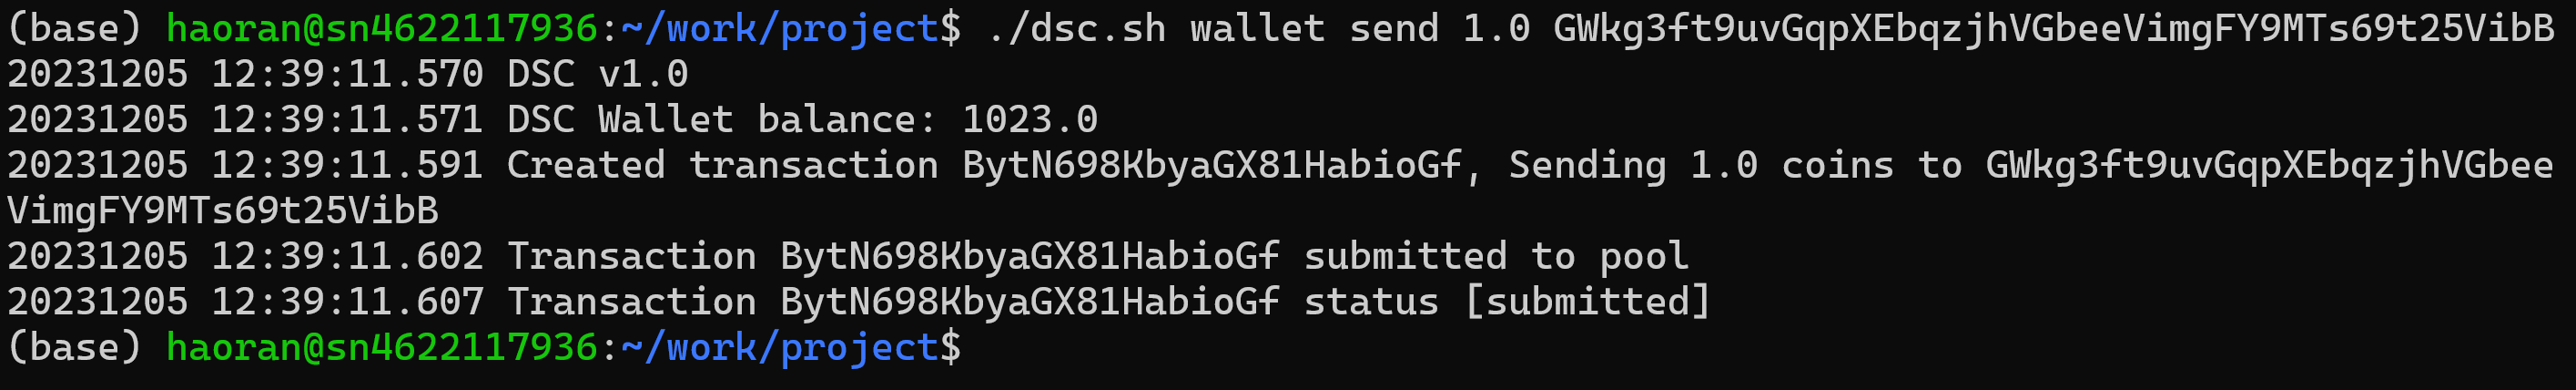 (base) haoran@sn4622117936:~/work/project$ ./dsc.sh wallet send 1.0 GWkg3ft9uvGqpXEbqzjhVGbeeVimgFY9MTs69t25VibB
20231205 12:39:11.570 DSC v1.0
20231205 12:39:11.571 DSC Wallet balance: 1023.0
20231205 12:39:11.591 Created transaction BytN698KbyaGX81HabioGf, Sending 1.0 coins to GWkg3ft9uvGqpXEbqzjhVGbee
VimgFY9MTs69t25VibB
20231205 12:39:11.602 Transaction BytN698KbyaGX81HabioGf submitted to pool
20231205 12:39:11.607 Transaction BytN698KbyaGX81HabioGf status [submitted]
(base) haoran@sn4622117936:~/work/project$